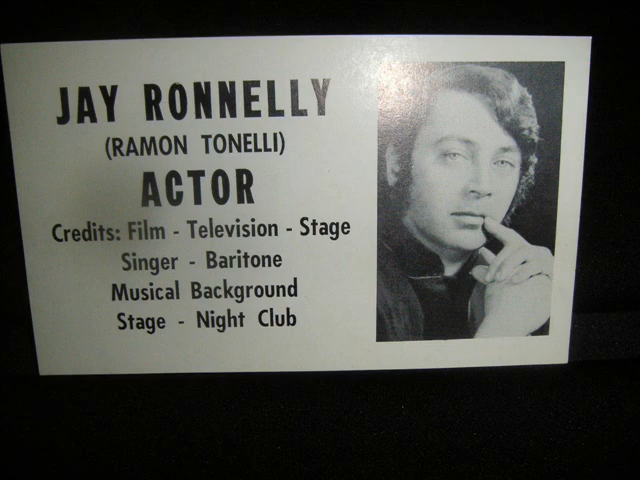 JAY RONNELLY
(RAMON TONELLI)
ACTOR
Credits: Film - Television - Stage
Singer - Baritone
Musical Background
Stage - Night Club